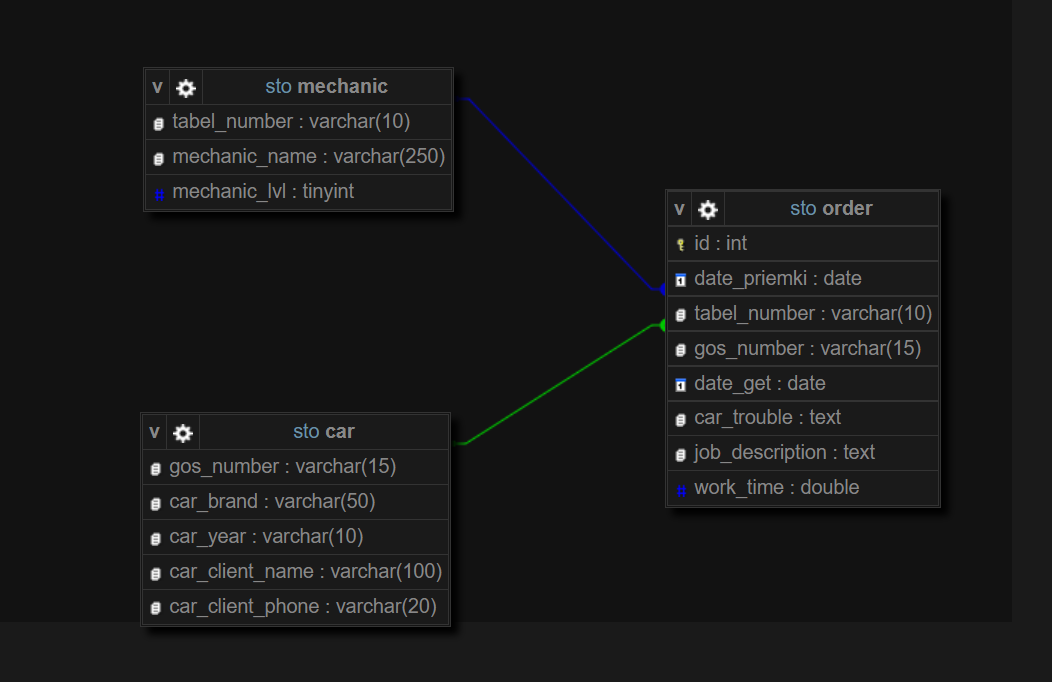 v sto mechanic
tabel_number : varchar(10)
mechanic_name : varchar(250)
mechanic_lvl : tinyint
v sto order
id : int
date_priemki : date
tabel_number : varchar(10)
gos_number : varchar(15)
date_get : date
car_trouble : text
job_description : text
work_time : double
v sto car
gos_number : varchar(15)
car_brand : varchar(50)
car_year : varchar(10)
car_client_name : varchar(100)
car_client_phone : varchar(20)